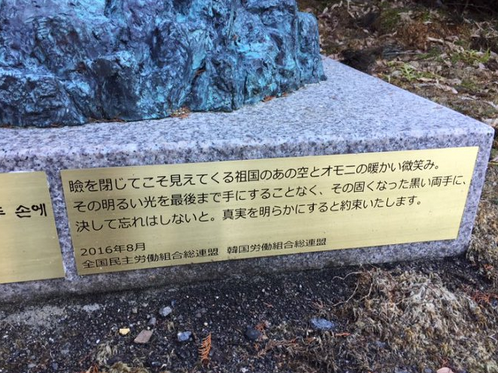 손에
瞼を閉じてこそ見えてくる祖国のあの空とオモニの暖かい微笑み。
その明るい光を最後まで手にすることなく、その固くなった黒い両手に、
決して忘れはしないと。真実を明らかにすると約束いたします。
2016年8月
全国民主労働組合総連盟 韓国労働組合総連盟